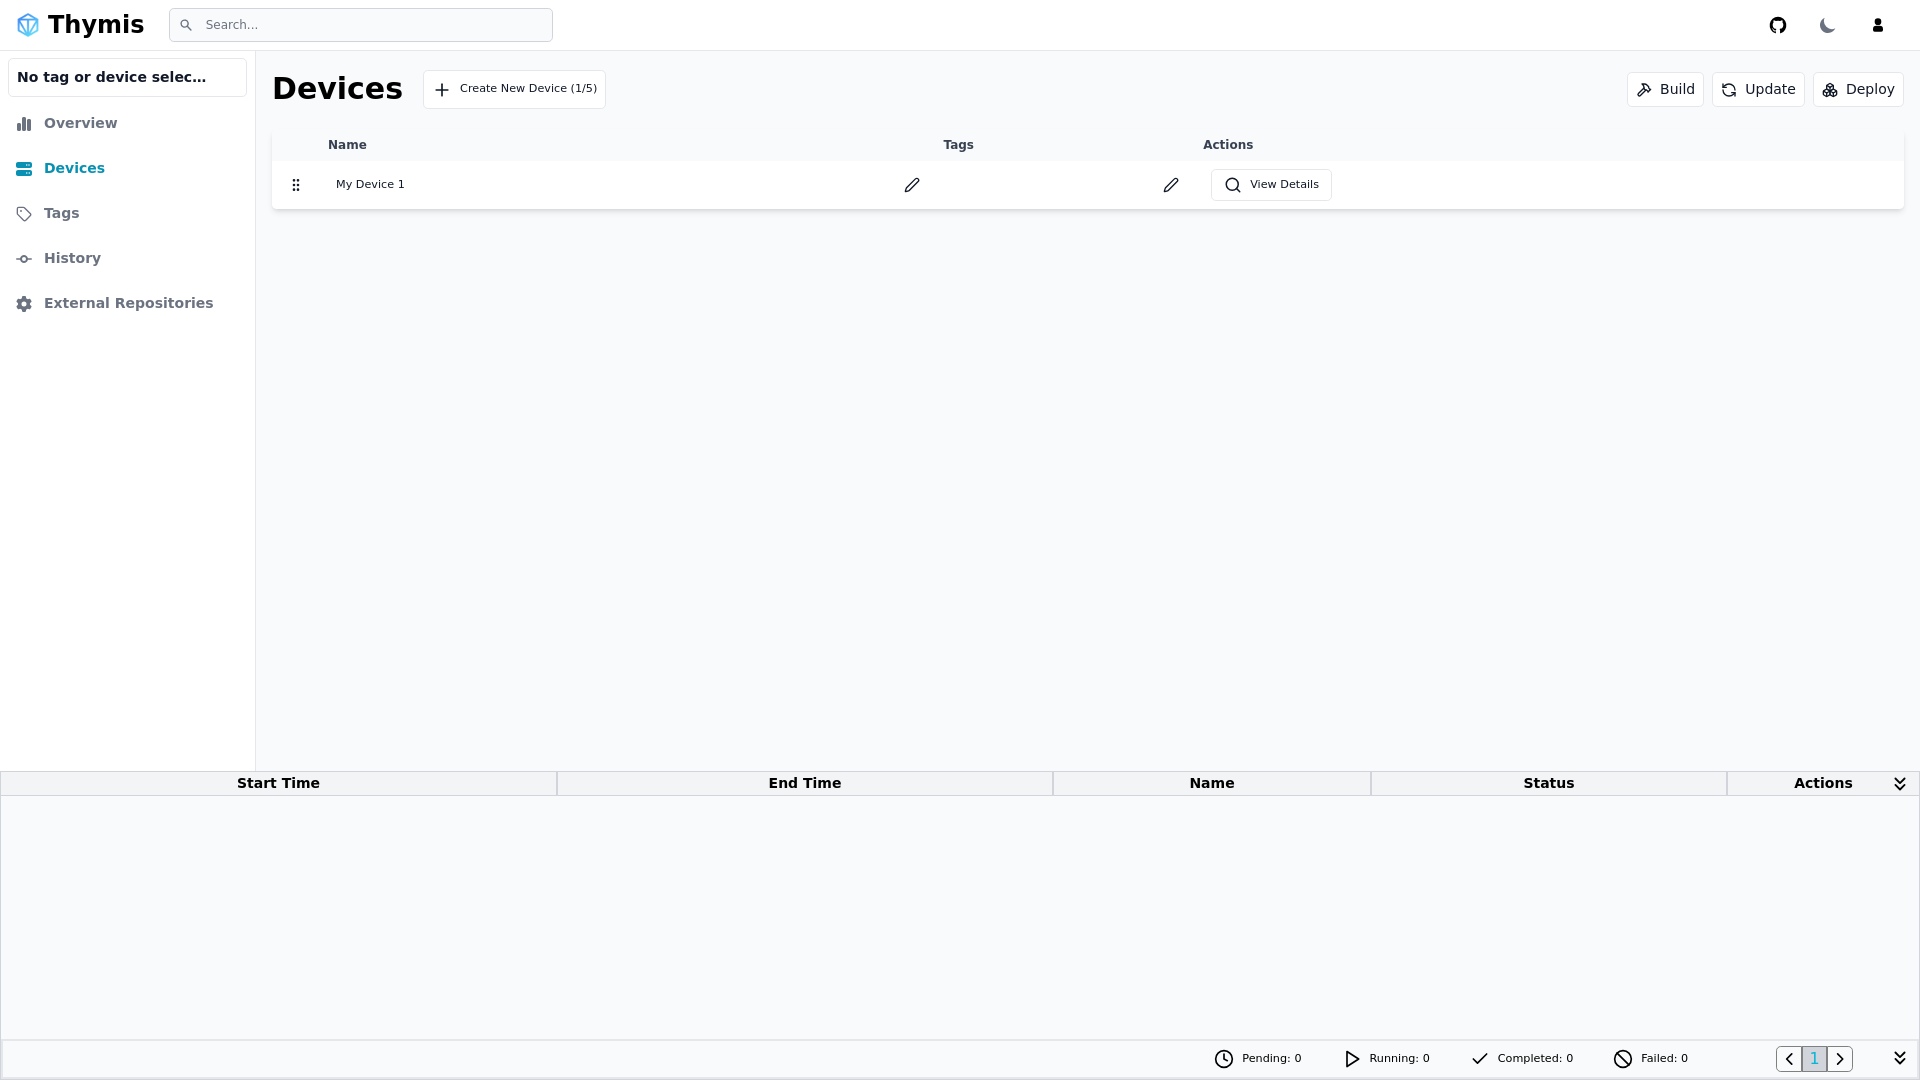 Thymis
Search...
No tag or device selec...
Overview
Devices
Tags
History
External Repositories
Devices
Create New Device (1/5)
Build
Update
Deploy
Name Tags Actions
My Device 1
View Details
Start Time End Time Name Status Actions
Pending: 0 Running: 0 Completed: 0 Failed: 0
1